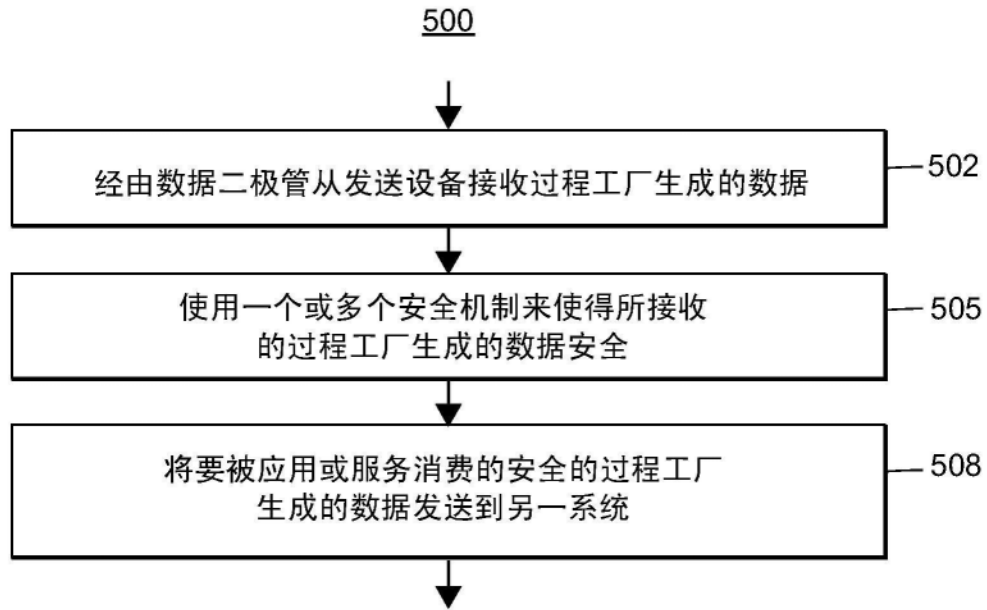 500
经由数据二极管从发送设备接收过程工厂生成的数据
502
使用一个或多个安全机制来使得所接收
的过程工厂生成的数据安全
505
将要被应用或服务消费的安全的过程工厂
生成的数据发送到另一系统
508